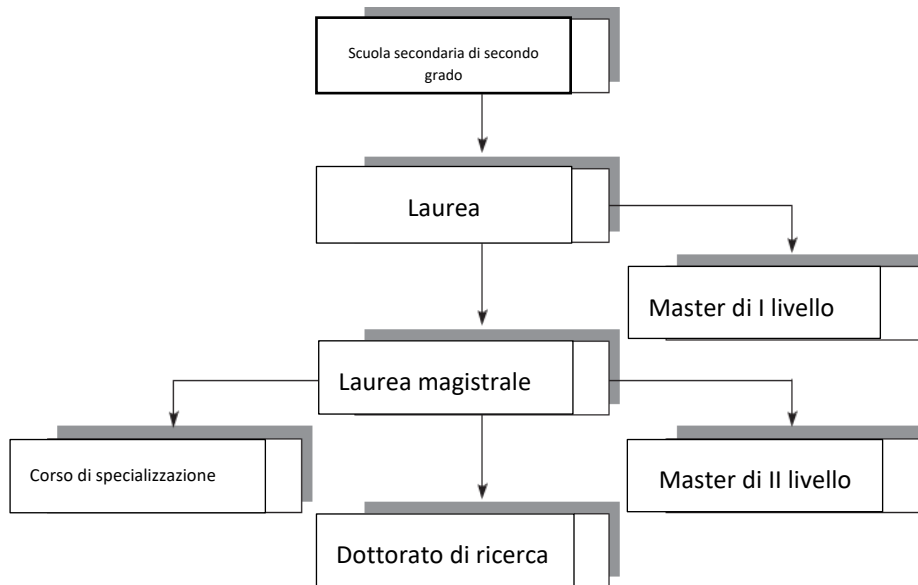 Scuola secondaria di secondo
grado
Laurea
Master di I livello
Laurea magistrale
Corso di specializzazione
Master di II livello
Dottorato di ricerca